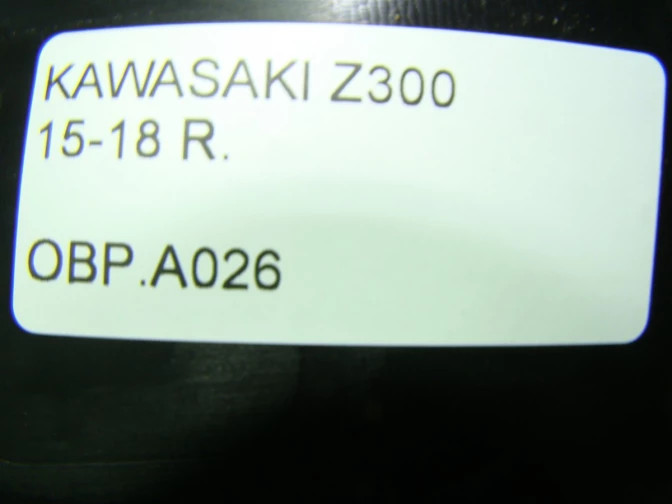 KAWASAKI Z300
15-18 R.
OBP.A026